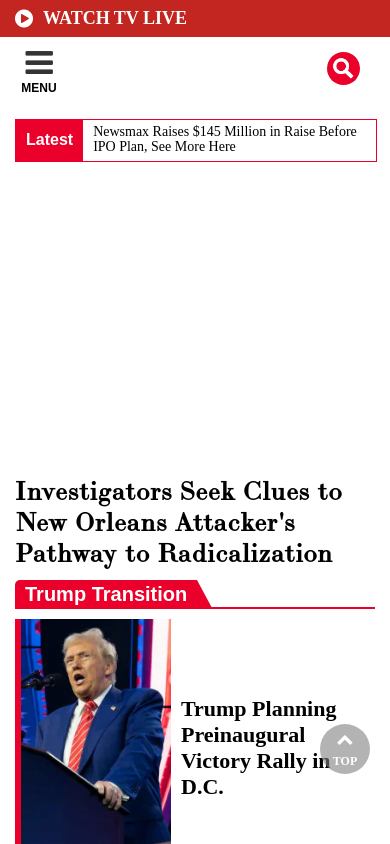 WATCH TV LIVE
MENU
Latest
Newsmax Raises $145 Million in Raise Before
IPO Plan, See More Here
Investigators Seek Clues to
New Orleans Attacker's
Pathway to Radicalization
Trump Transition
Trump Planning
Preinaugural
Victory Rally in
D.C.
TOP